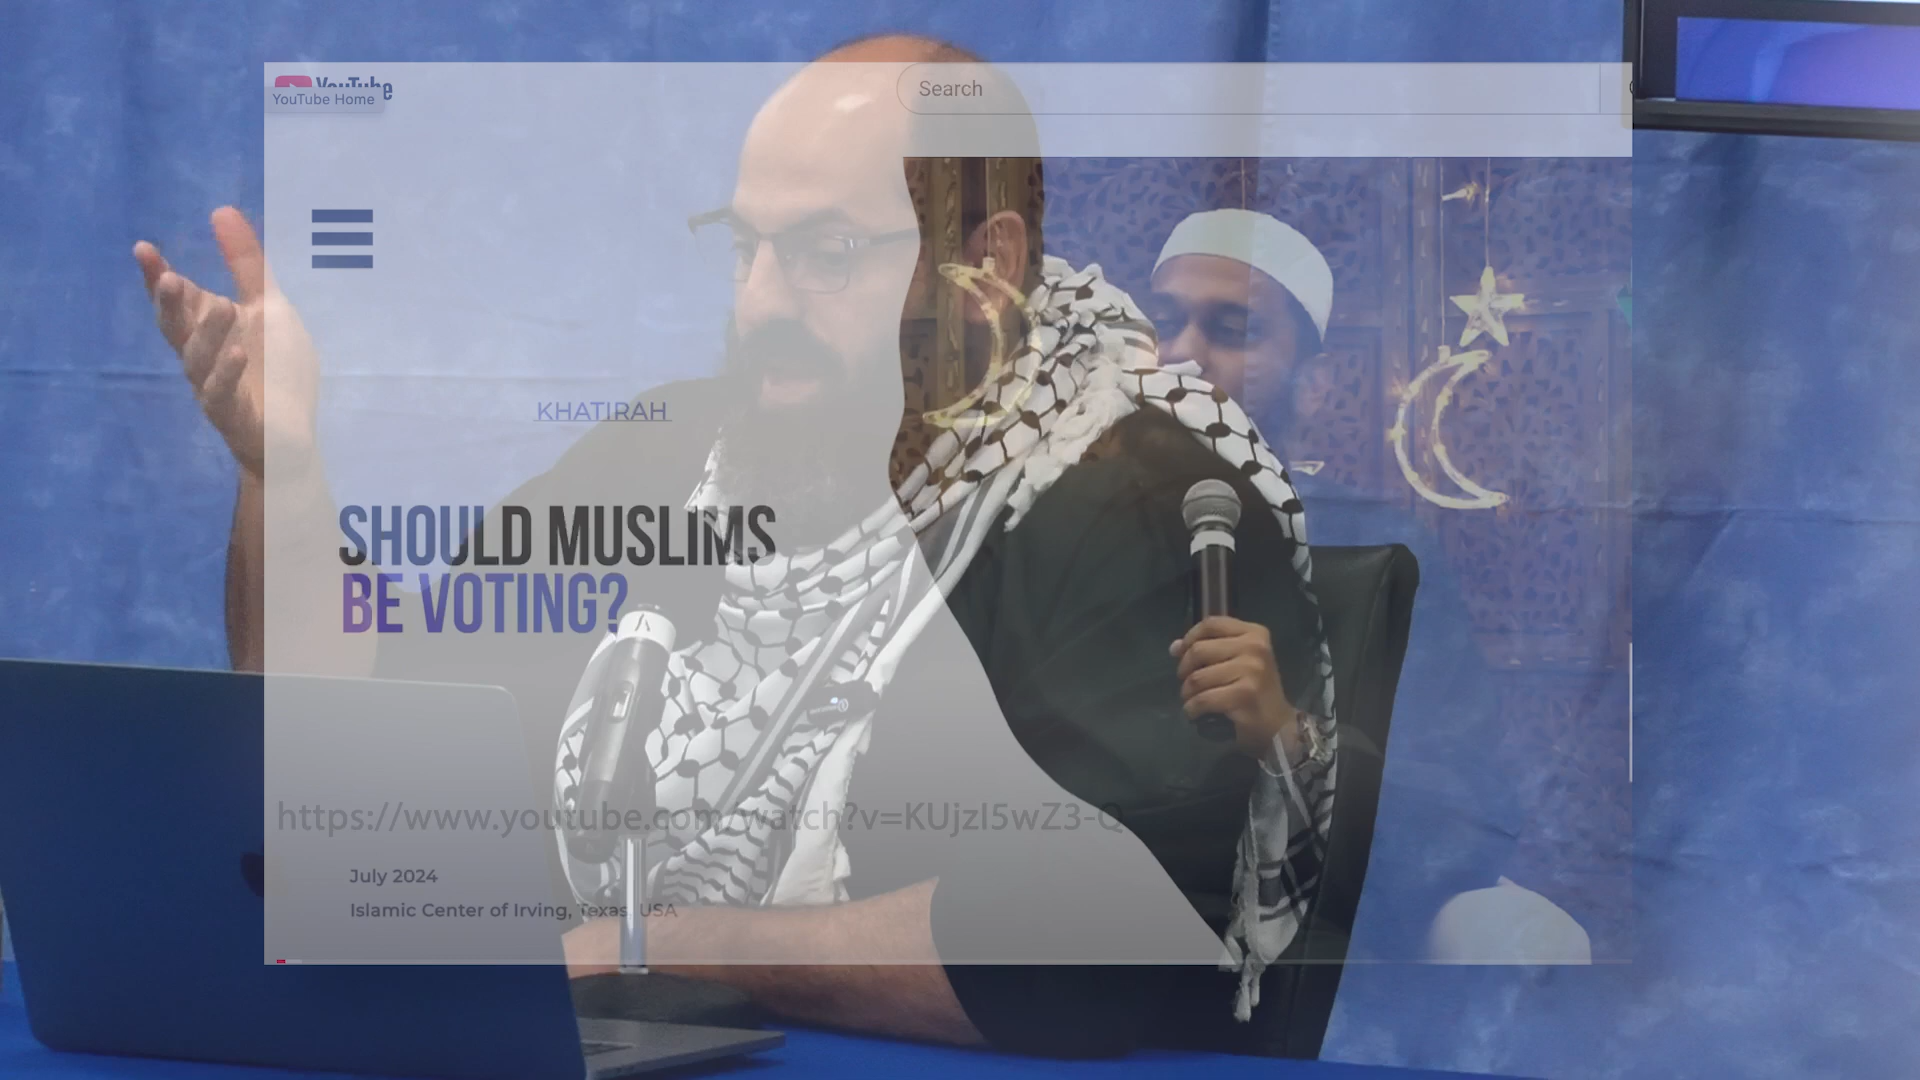 YouTube
YouTube Home
Search
KHATIRAH
SHOULD MUSLIMS
BE VOTING?
https://www.youtube.com/watch?v=KUjzI5wZ3-Q
July 2024
Islamic Center of Irving, Texas, USA